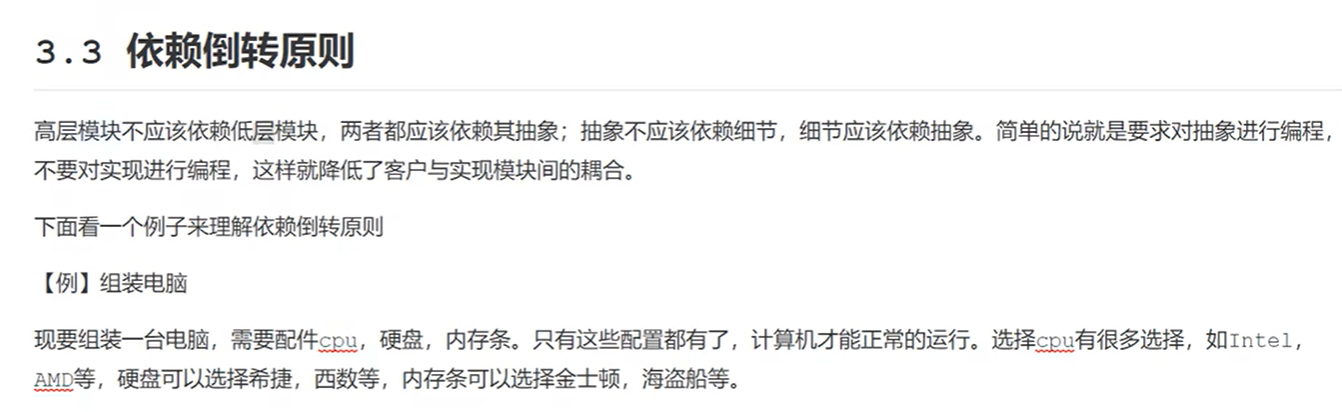 3.3 依赖倒转原则
高层模块不应该依赖低层模块，两者都应该依赖其抽象；抽象不应该依赖细节，细节应该依赖抽象。简单的说就是要求对抽象进行编程，
不要对实现进行编程，这样就降低了客户与实现模块间的耦合。
下面看一个例子来理解依赖倒转原则
【例】组装电脑
现要组装一台电脑，需要配件cpu，硬盘，内存条。只有这些配置都有了，计算机才能正常的运行。选择cpu有很多选择，如Intel，
AMD等，硬盘可以选择希捷，西数等，内存条可以选择金士顿，海盗船等。